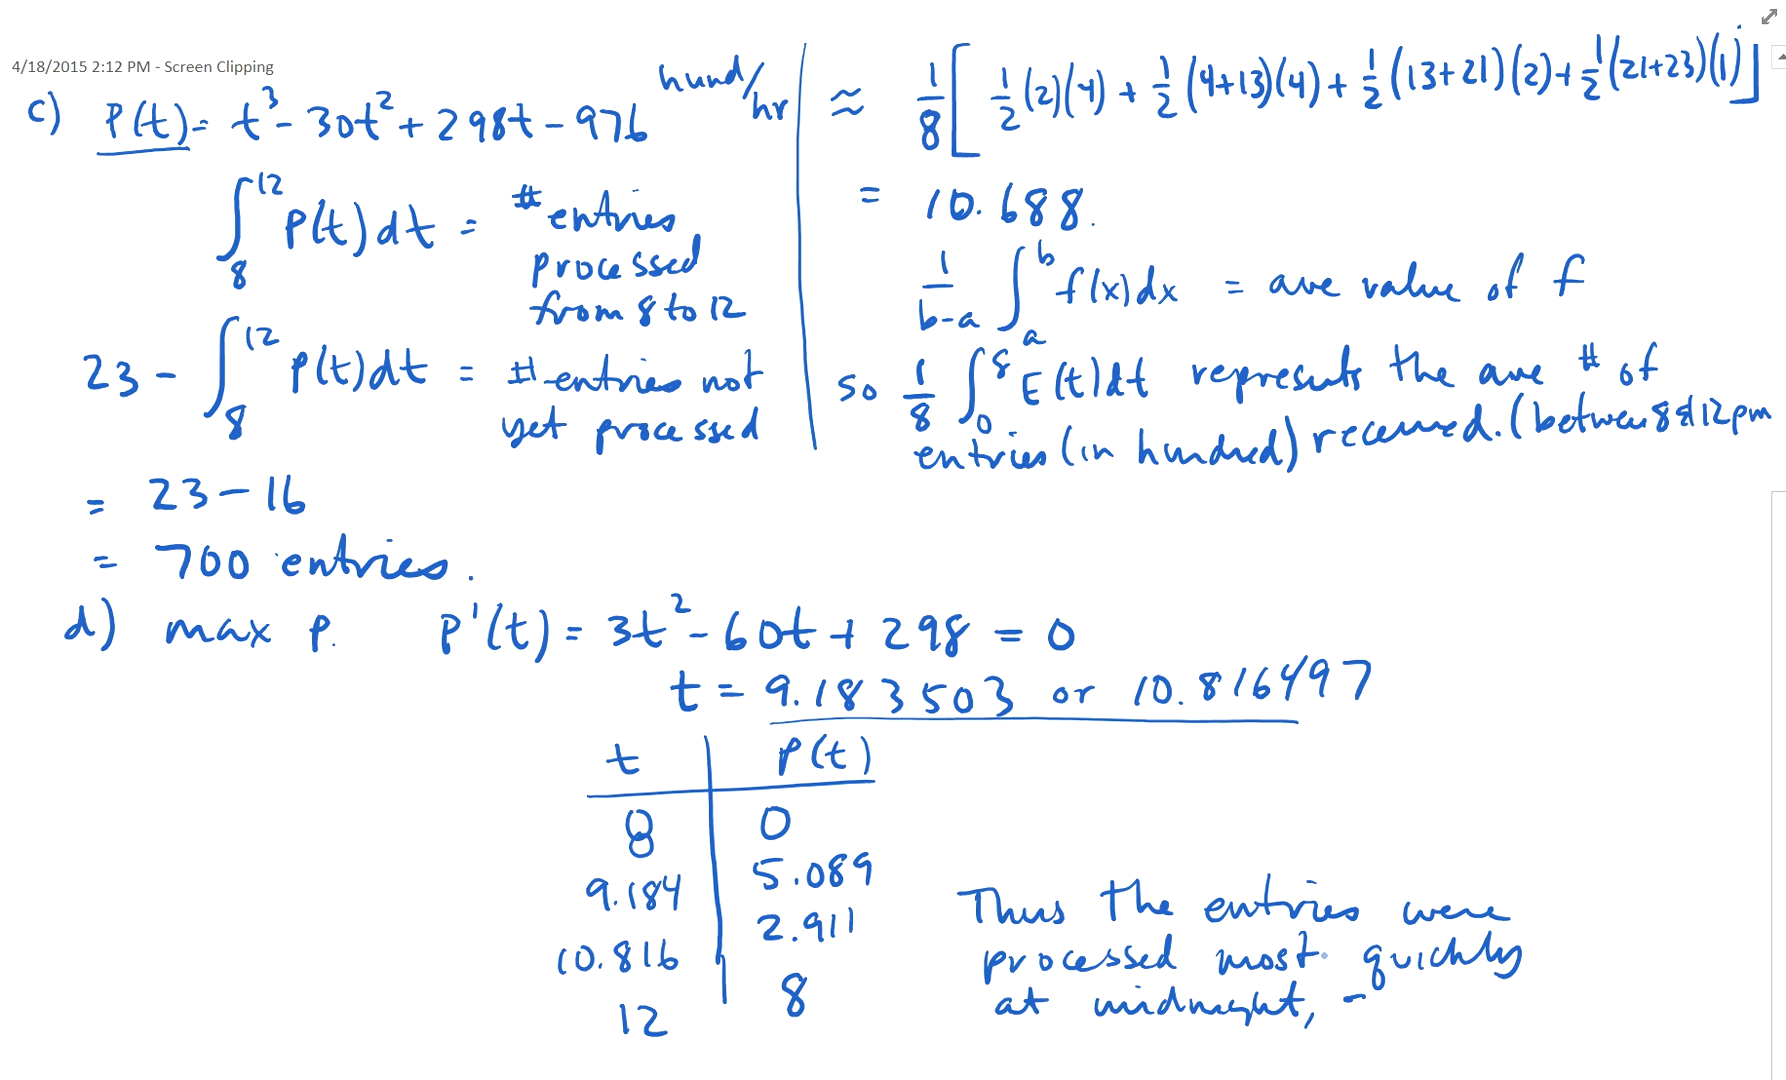 4/18/2015 2:12 PM - Screen Clipping
c) P(t) = t³ - 30t² + 298t - 976 hund/hr
∫₈¹² P(t)dt = # entries
processed
from 8 to 12
23 - ∫₈¹² P(t)dt = # entries not
yet processed
= 23 - 16
= 700 entries.
≈ 1/8 [ 1/2 (2)(4) + 1/2 (4+13)(4) + 1/2 (13+21)(2) + 1/2 (21+23)(1) ]
= 10.688.
1/(b-a) ∫ₐᵇ f(x)dx = ave value of f
so 1/8 ∫₀⁸ E(t)dt represents the ave # of
entries (in hundred) received. (between 8 & 12pm
d) max P. P'(t) = 3t² - 60t + 298 = 0
t = 9.183503 or 10.816497
t P(t)
8 0
9.184 5.089
10.816 2.911
12 8
Thus the entries were
processed most quickly
at midnight, -